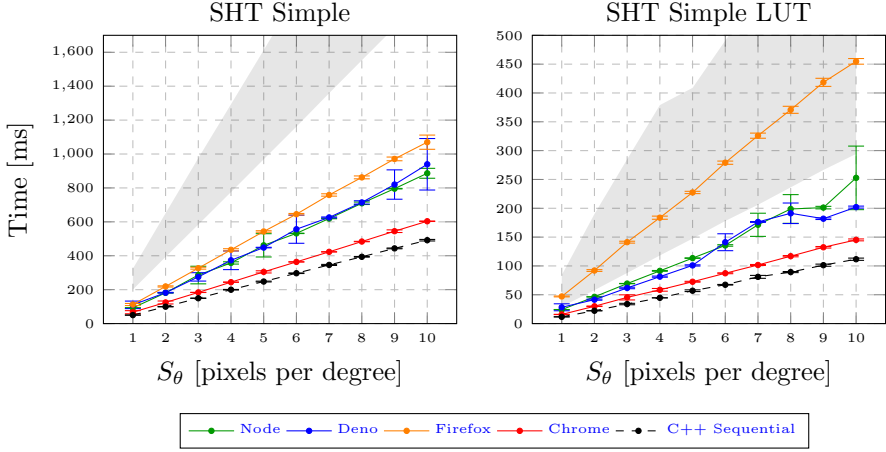 SHT Simple
SHT Simple LUT
Time [ms]
1,600
1,400
1,200
1,000
800
600
400
200
0
1 2 3 4 5 6 7 8 9 10
S_θ [pixels per degree]
500
450
400
350
300
250
200
150
100
50
0
1 2 3 4 5 6 7 8 9 10
S_θ [pixels per degree]
Node Deno Firefox Chrome C++ Sequential